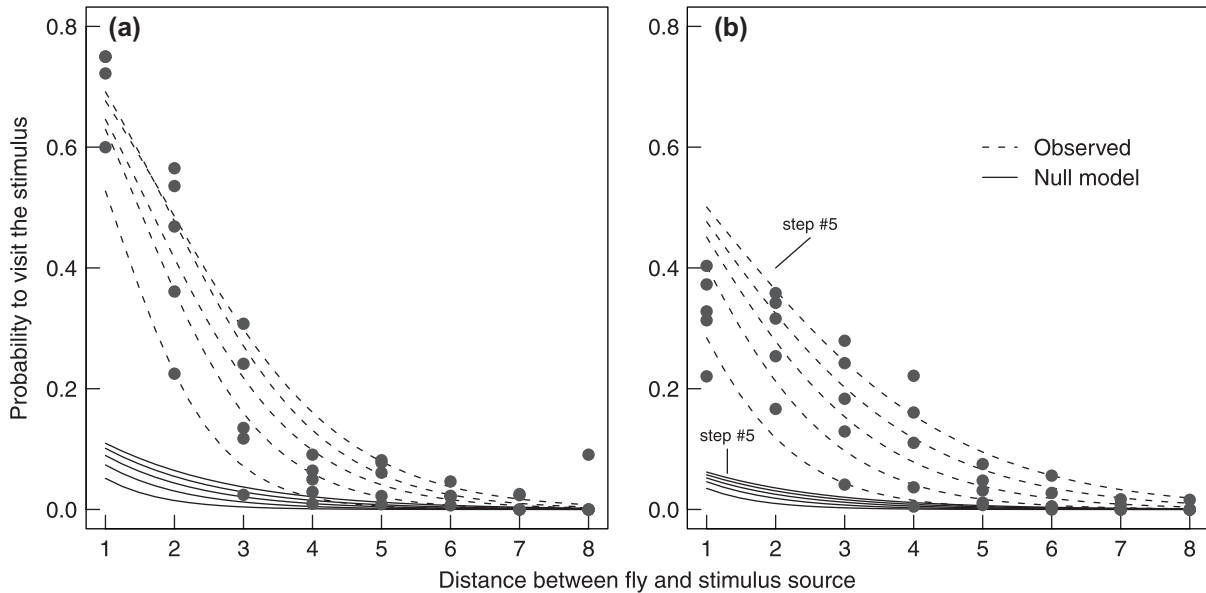 (a)
(b)
Probability to visit the stimulus
0.8
0.6
0.4
0.2
0.0
1 2 3 4 5 6 7 8
0.8
0.6
0.4
0.2
0.0
1 2 3 4 5 6 7 8
Observed
Null model
step #5
step #5
Distance between fly and stimulus source